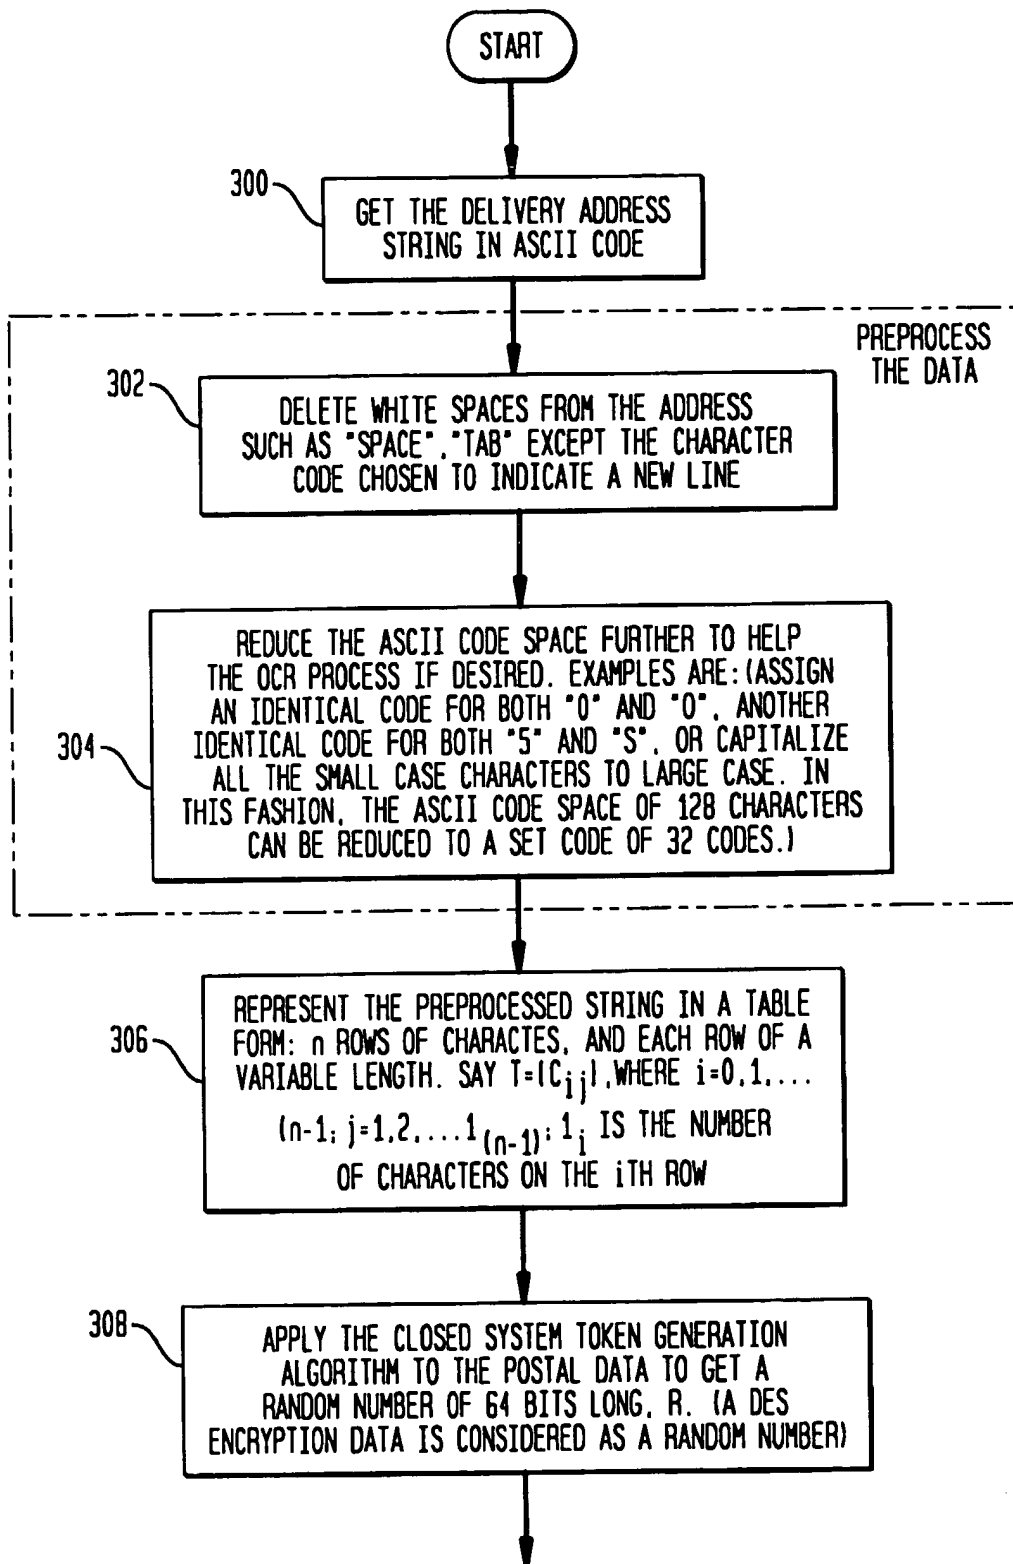 START
300
GET THE DELIVERY ADDRESS
STRING IN ASCII CODE
PREPROCESS
THE DATA
302
DELETE WHITE SPACES FROM THE ADDRESS
SUCH AS "SPACE", "TAB" EXCEPT THE CHARACTER
CODE CHOSEN TO INDICATE A NEW LINE
304
REDUCE THE ASCII CODE SPACE FURTHER TO HELP
THE OCR PROCESS IF DESIRED. EXAMPLES ARE: (ASSIGN
AN IDENTICAL CODE FOR BOTH "0" AND "O", ANOTHER
IDENTICAL CODE FOR BOTH "5" AND "S", OR CAPITALIZE
ALL THE SMALL CASE CHARACTERS TO LARGE CASE. IN
THIS FASHION, THE ASCII CODE SPACE OF 128 CHARACTERS
CAN BE REDUCED TO A SET CODE OF 32 CODES.)
306
REPRESENT THE PREPROCESSED STRING IN A TABLE
FORM: n ROWS OF CHARACTES, AND EACH ROW OF A
VARIABLE LENGTH. SAY T=(C_ij), WHERE i=0,1,...
(n-1; j=1,2,...1_(n-1); 1_i IS THE NUMBER
OF CHARACTERS ON THE iTH ROW
308
APPLY THE CLOSED SYSTEM TOKEN GENERATION
ALGORITHM TO THE POSTAL DATA TO GET A
RANDOM NUMBER OF 64 BITS LONG, R. (A DES
ENCRYPTION DATA IS CONSIDERED AS A RANDOM NUMBER)